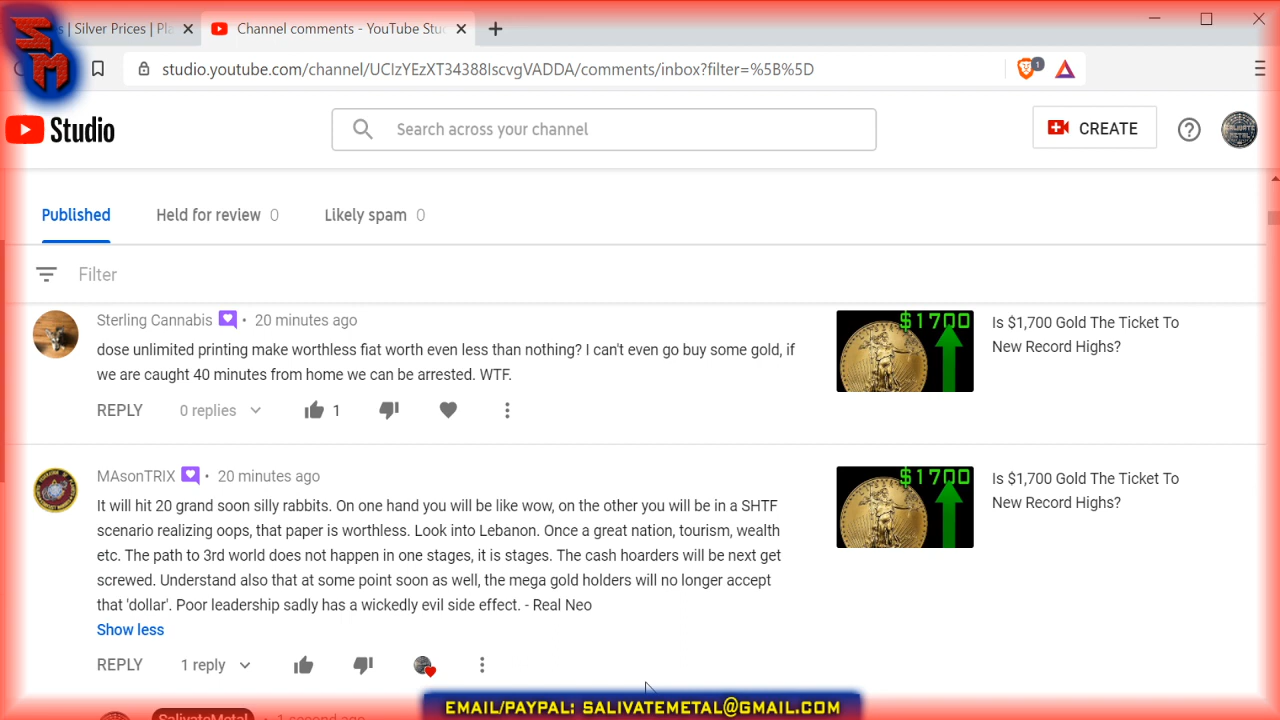 SM
s | Silver Prices | Pla
Channel comments - YouTube Stud
studio.youtube.com/channel/UCIzYEzXT34388IscvgVADDA/comments/inbox?filter=%5B%5D
1
Studio
Search across your channel
CREATE
SALIVATE METAL
Published
Held for review 0
Likely spam 0
Filter
Sterling Cannabis • 20 minutes ago
dose unlimited printing make worthless fiat worth even less than nothing? I can't even go buy some gold, if
we are caught 40 minutes from home we can be arrested. WTF.
REPLY 0 replies 1
$1700
Is $1,700 Gold The Ticket To
New Record Highs?
MAsonTRIX • 20 minutes ago
It will hit 20 grand soon silly rabbits. On one hand you will be like wow, on the other you will be in a SHTF
scenario realizing oops, that paper is worthless. Look into Lebanon. Once a great nation, tourism, wealth
etc. The path to 3rd world does not happen in one stages, it is stages. The cash hoarders will be next get
screwed. Understand also that at some point soon as well, the mega gold holders will no longer accept
that 'dollar'. Poor leadership sadly has a wickedly evil side effect. - Real Neo
Show less
REPLY 1 reply
$1700
Is $1,700 Gold The Ticket To
New Record Highs?
SalivateMetal • 1 second ago
EMAIL/PAYPAL: SALIVATEMETAL@GMAIL.COM